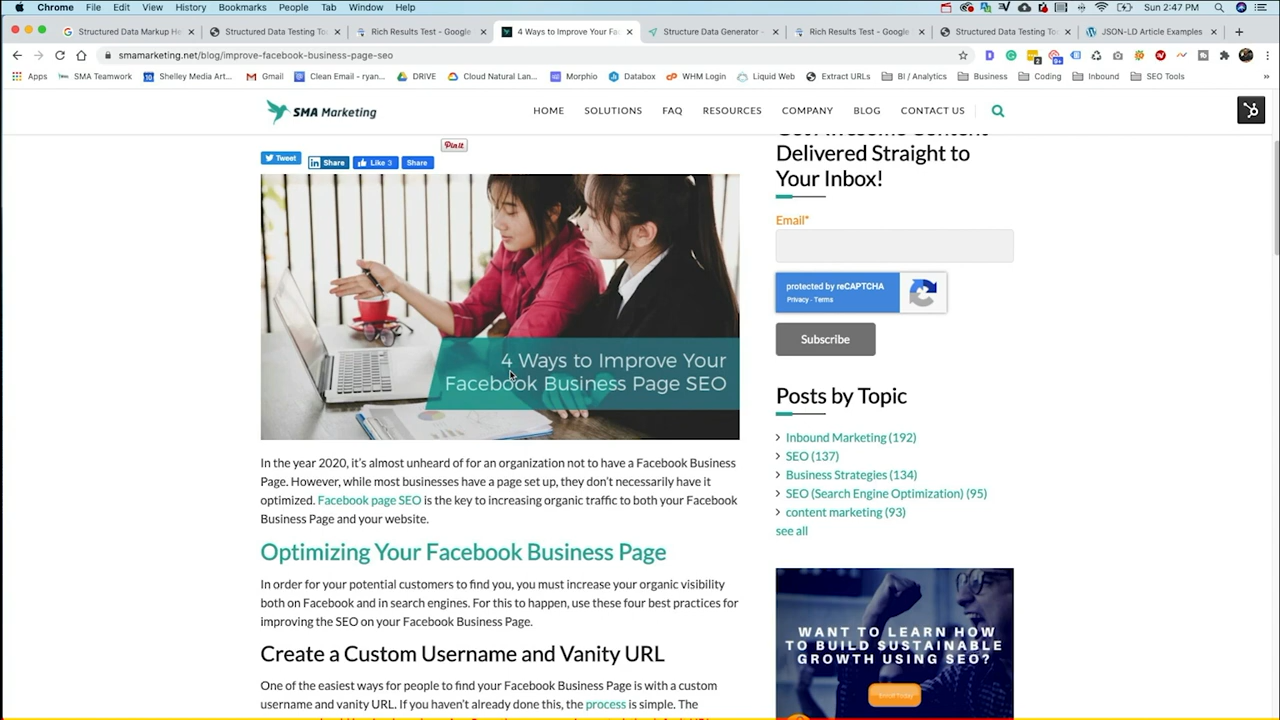 Chrome File Edit View History Bookmarks People Tab Window Help Sun 2:47 PM
Structured Data Markup He
Structured Data Testing Too
Rich Results Test - Google
4 Ways to Improve Your Fa
Structure Data Generator -
Rich Results Test - Google
Structured Data Testing Too
JSON-LD Article Examples
smamarketing.net/blog/improve-facebook-business-page-seo
Apps SMA Teamwork Shelley Media Art... Gmail Clean Email - ryan... DRIVE Cloud Natural Lan... Morphio Databox WHM Login Liquid Web Extract URLs BI / Analytics Business Coding Inbound SEO Tools »
SMA Marketing
HOME SOLUTIONS FAQ RESOURCES COMPANY BLOG CONTACT US
Tweet
Share
Like 3
Share
Pin it
4 Ways to Improve Your
Facebook Business Page SEO
In the year 2020, it's almost unheard of for an organization not to have a Facebook Business
Page. However, while most businesses have a page set up, they don't necessarily have it
optimized. Facebook page SEO is the key to increasing organic traffic to both your Facebook
Business Page and your website.
Optimizing Your Facebook Business Page
In order for your potential customers to find you, you must increase your organic visibility
both on Facebook and in search engines. For this to happen, use these four best practices for
improving the SEO on your Facebook Business Page.
Create a Custom Username and Vanity URL
One of the easiest ways for people to find your Facebook Business Page is with a custom
username and vanity URL. If you haven't already done this, the process is simple. The
Get Awesome Content
Delivered Straight to
Your Inbox!
Email*
protected by reCAPTCHA
Privacy - Terms
Subscribe
Posts by Topic
Inbound Marketing (192)
SEO (137)
Business Strategies (134)
SEO (Search Engine Optimization) (95)
content marketing (93)
see all
WANT TO LEARN HOW
TO BUILD SUSTAINABLE
GROWTH USING SEO?